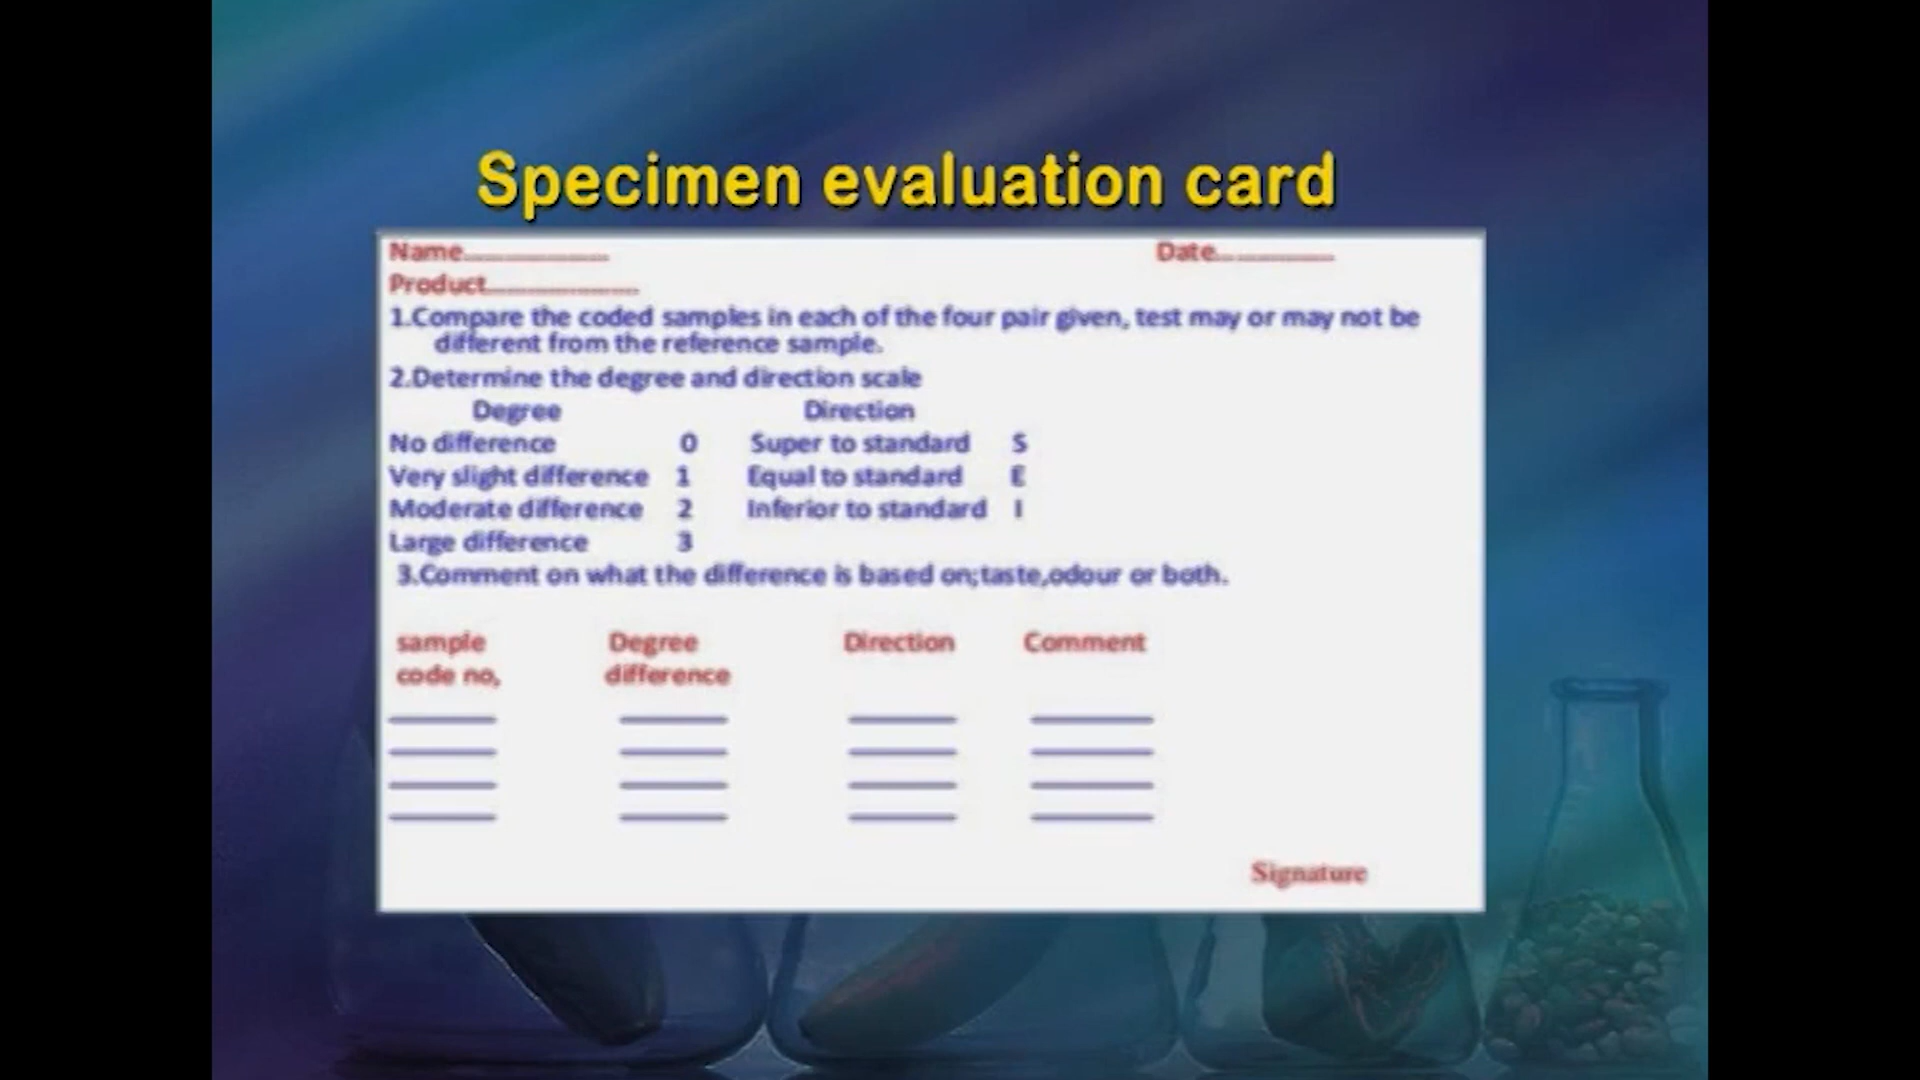 Specimen evaluation card
Name.................... Date................
Product.....................
1.Compare the coded samples in each of the four pair given, test may or may not be
different from the reference sample.
2.Determine the degree and direction scale
Degree Direction
No difference 0 Super to standard S
Very slight difference 1 Equal to standard E
Moderate difference 2 Inferior to standard I
Large difference 3
3.Comment on what the difference is based on;taste,odour or both.
sample Degree Direction Comment
code no, difference
Signature